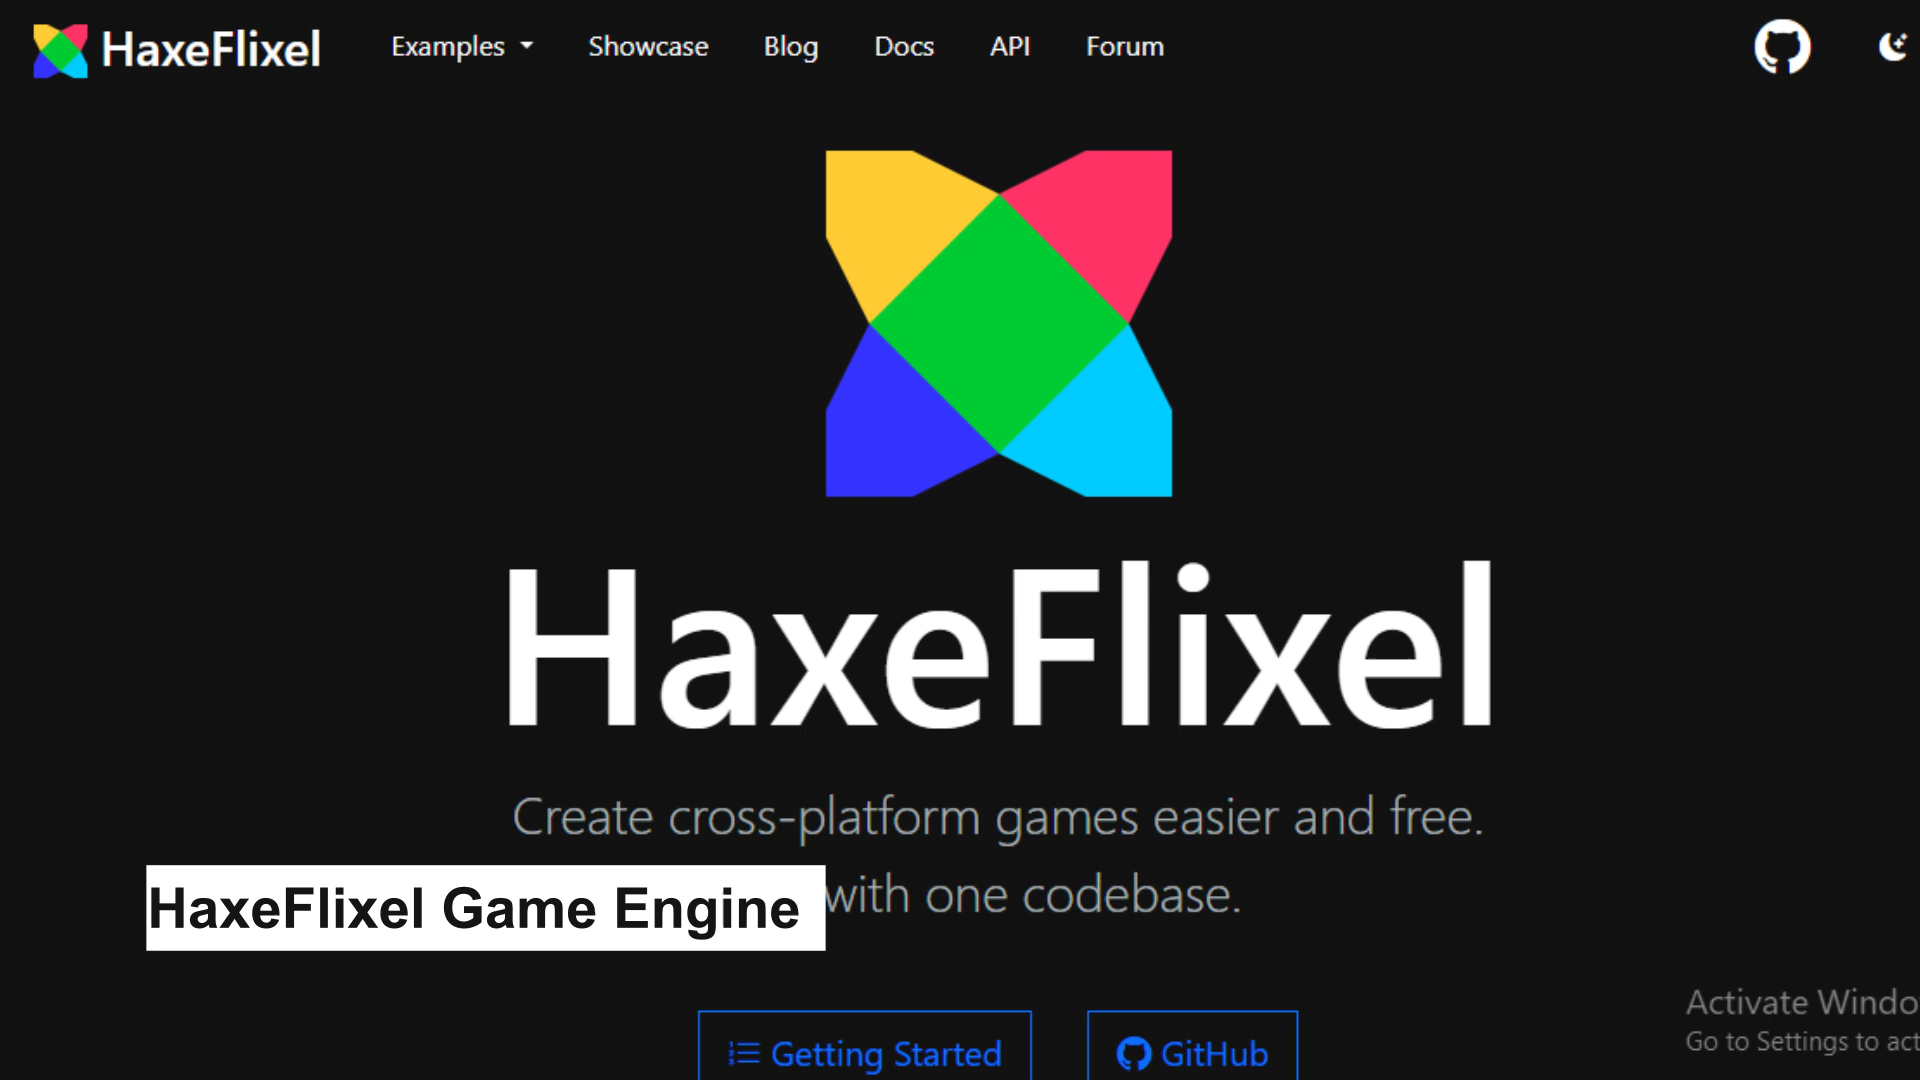 HaxeFlixel Examples Showcase Blog Docs API Forum
HaxeFlixel
Create cross-platform games easier and free.
with one codebase.
HaxeFlixel Game Engine
Getting Started GitHub
Activate Windo
Go to Settings to act